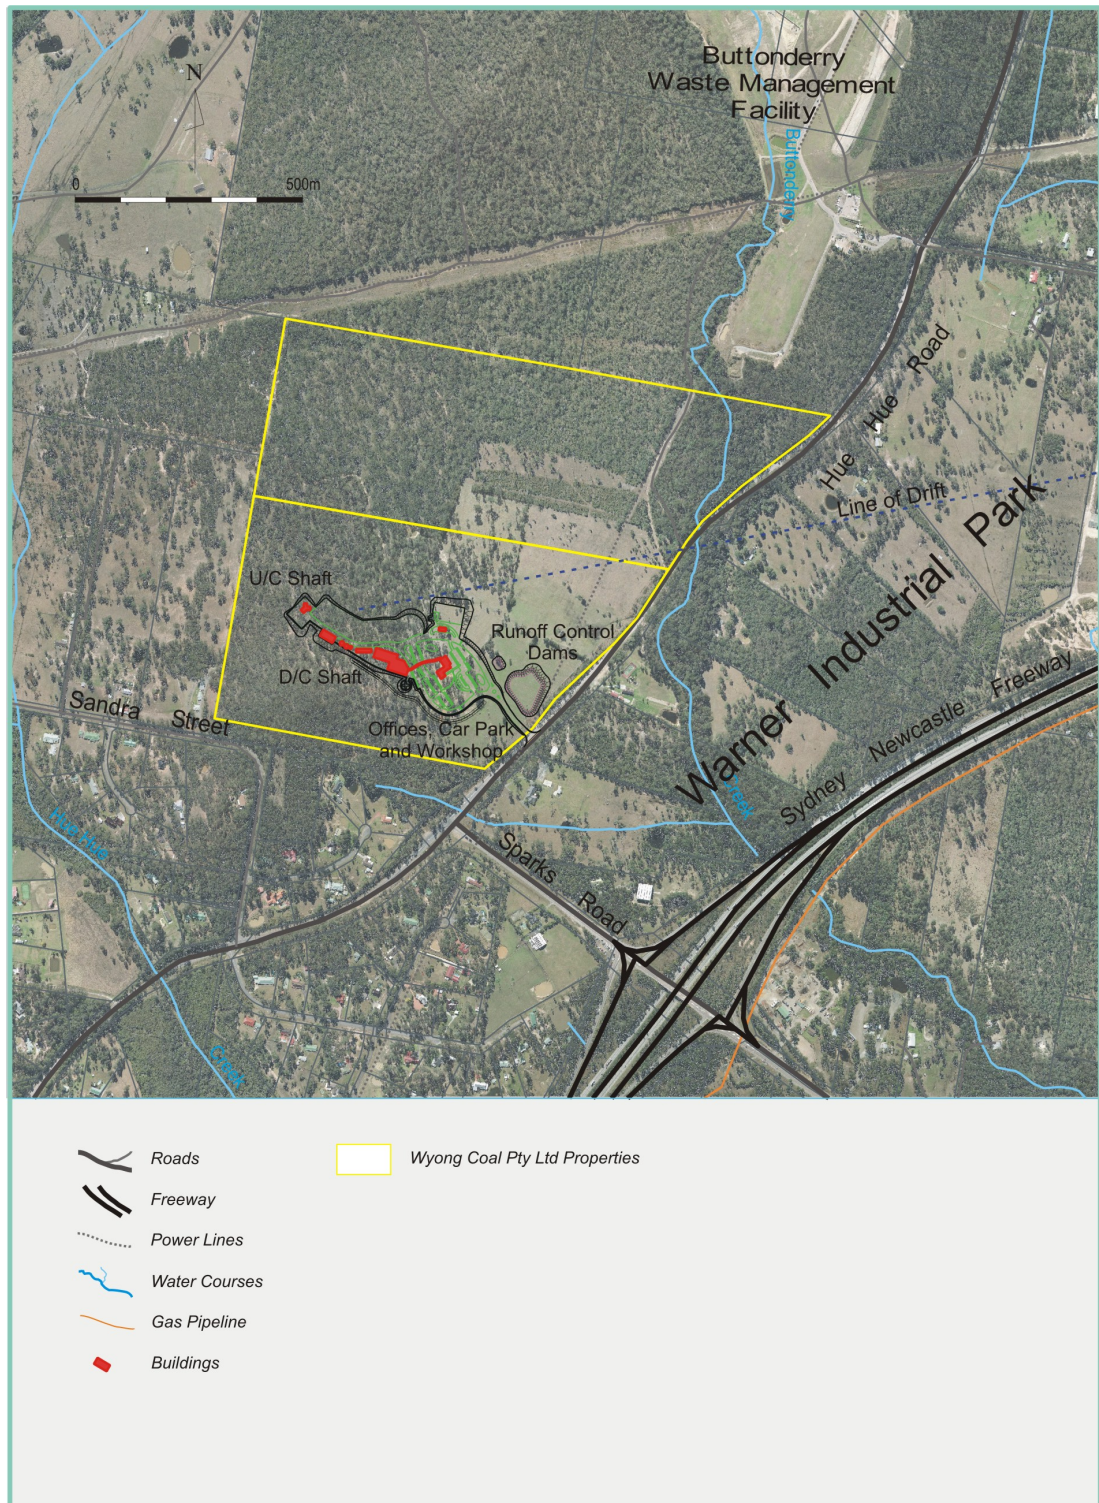 Buttonderry
Waste Management
Facility
N
0 500m
Buttonderry
Hue Hue Road
Line of Drift
Warner Industrial Park
U/C Shaft
Runoff Control
Dams
D/C Shaft
Sandra Street
Offices, Car Park
and Workshop
Sydney Newcastle Freeway
Creek
Hue Hue
Sparks Road
Creek
Roads
Freeway
Power Lines
Water Courses
Gas Pipeline
Buildings
Wyong Coal Pty Ltd Properties